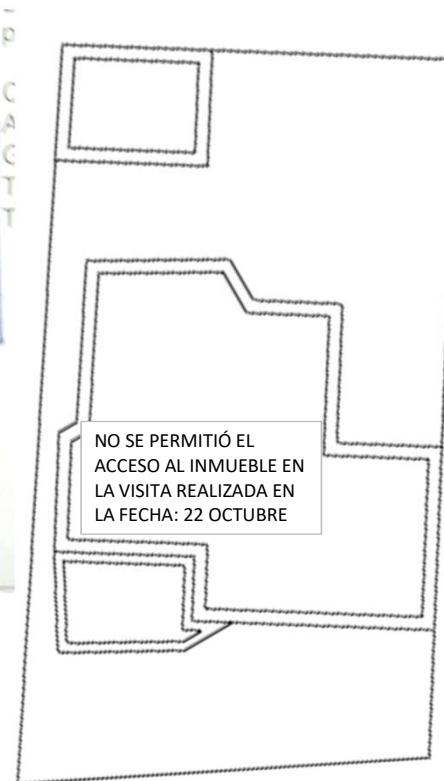 P
C
A
G
T
T
NO SE PERMITIÓ EL
ACCESO AL INMUEBLE EN
LA VISITA REALIZADA EN
LA FECHA: 22 OCTUBRE